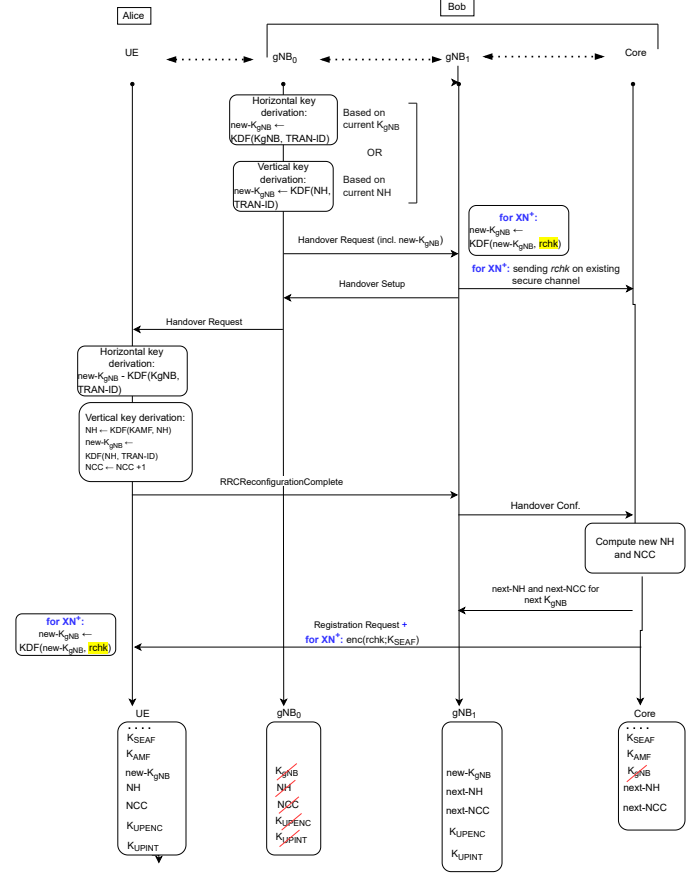 Alice
Bob
UE
gNB0
gNB1
Core
Horizontal key
derivation:
new-KgNB ←
KDF(KgNB, TRAN-ID)
Based on
current KgNB
OR
Vertical key
derivation:
new-KgNB ← KDF(NH,
TRAN-ID)
Based on
current NH
for XN+:
new-KgNB ←
KDF(new-KgNB, rchk)
Handover Request (incl. new-KgNB)
for XN+: sending rchk on existing
secure channel
Handover Setup
Handover Request
Horizontal key
derivation:
new-KgNB - KDF(KgNB,
TRAN-ID)
Vertical key derivation:
NH ← KDF(KAMF, NH)
new-KgNB ←
KDF(NH, TRAN-ID)
NCC ← NCC +1
RRCReconfigurationComplete
Handover Conf.
Compute new NH
and NCC
next-NH and next-NCC for
next KgNB
for XN+:
new-KgNB ←
KDF(new-KgNB, rchk)
Registration Request +
for XN+: enc(rchk;KSEAF)
UE
....
KSEAF
KAMF
new-KgNB
NH
NCC
KUPENC
KUPINT
gNB0
KgNB
NH
NCC
KUPENC
KUPINT
gNB1
new-KgNB
next-NH
next-NCC
KUPENC
KUPINT
Core
....
KSEAF
KAMF
KgNB
next-NH
next-NCC